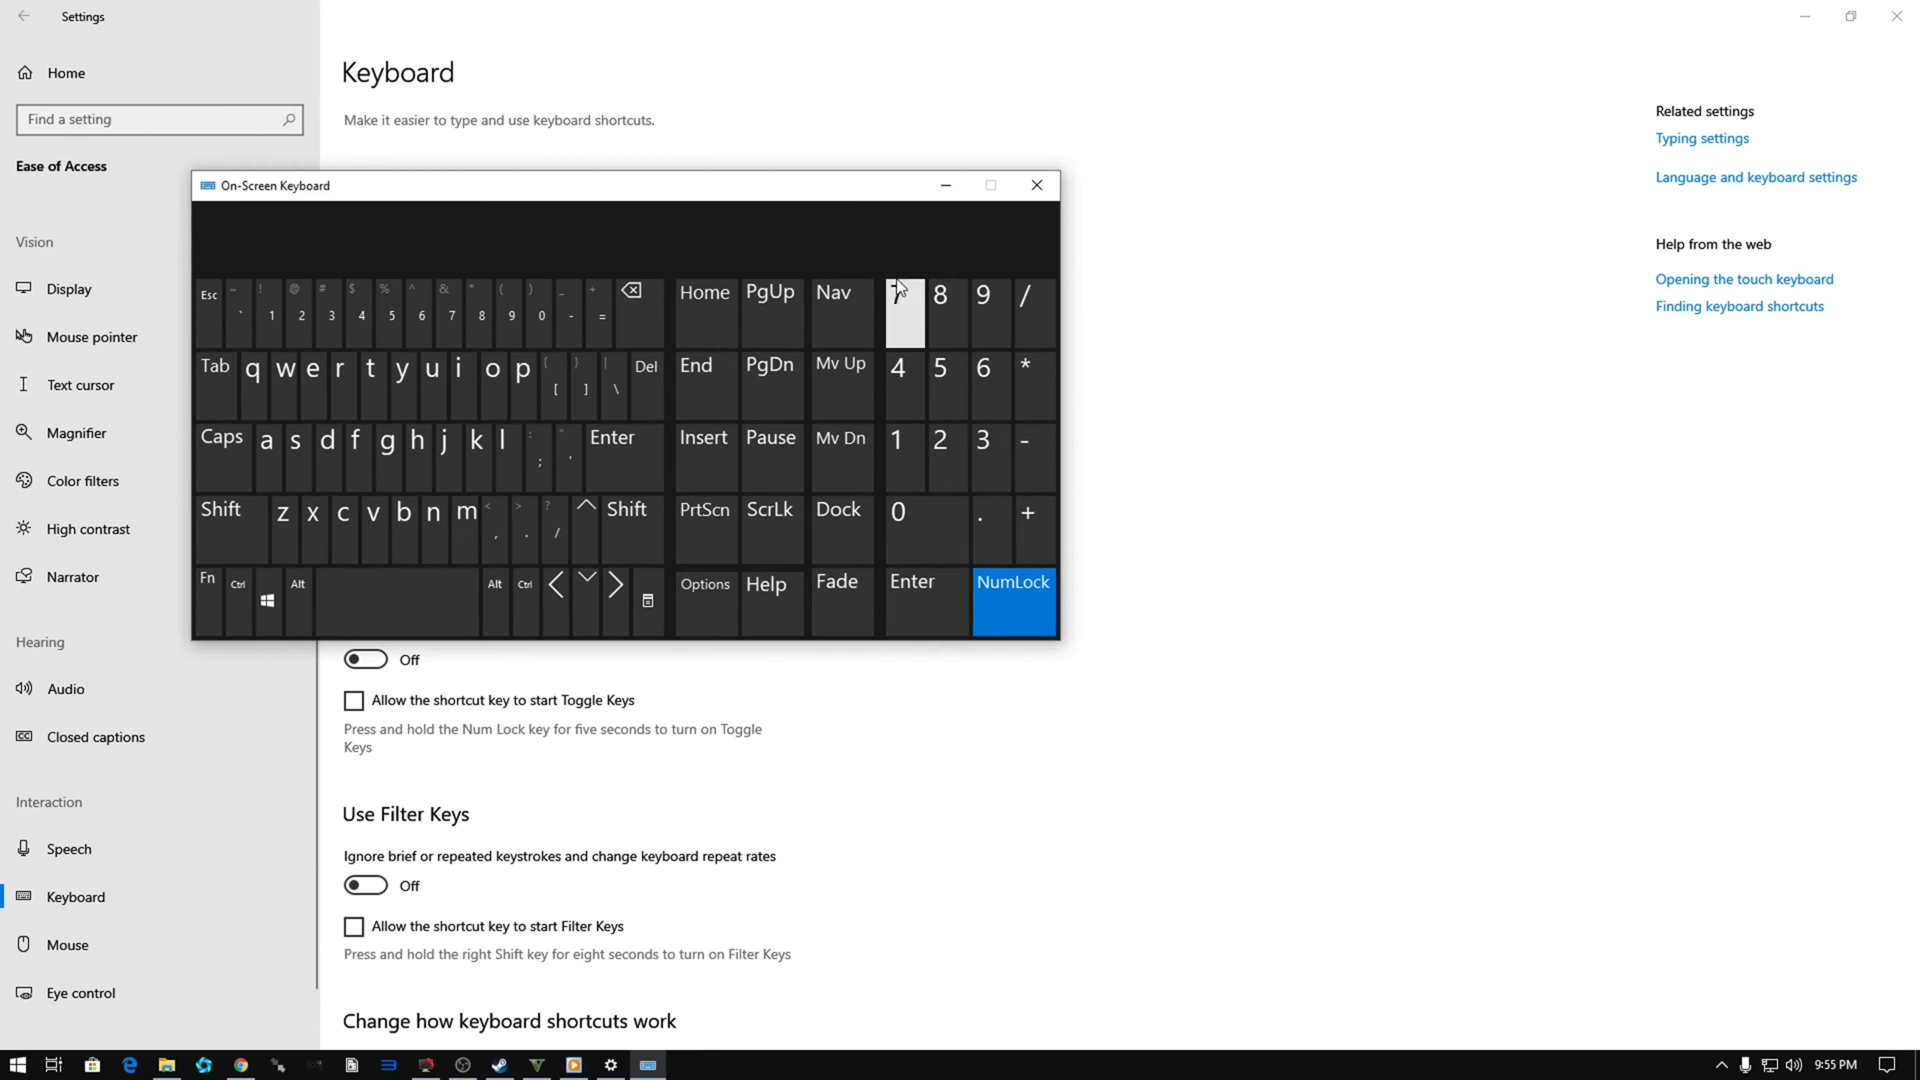 Settings
Home
Find a setting
Ease of Access
Vision
Display
Mouse pointer
Text cursor
Magnifier
Color filters
High contrast
Narrator
Hearing
Audio
Closed captions
Interaction
Speech
Keyboard
Mouse
Eye control
Keyboard
Make it easier to type and use keyboard shortcuts.
On-Screen Keyboard
Esc ~ ` ! 1 @ 2 # 3 $ 4 % 5 ^ 6 & 7 * 8 ( 9 ) 0 _ - + = Home PgUp Nav 7 8 9 /
Tab q w e r t y u i o p { [ } ] | \ Del End PgDn Mv Up 4 5 6 *
Caps a s d f g h j k l : ; " ' Enter Insert Pause Mv Dn 1 2 3 -
Shift z x c v b n m < , > . ? / Shift PrtScn ScrLk Dock 0 . +
Fn Ctrl Alt Alt Ctrl Options Help Fade Enter NumLock
Off
Allow the shortcut key to start Toggle Keys
Press and hold the Num Lock key for five seconds to turn on Toggle
Keys
Use Filter Keys
Ignore brief or repeated keystrokes and change keyboard repeat rates
Off
Allow the shortcut key to start Filter Keys
Press and hold the right Shift key for eight seconds to turn on Filter Keys
Change how keyboard shortcuts work
Related settings
Typing settings
Language and keyboard settings
Help from the web
Opening the touch keyboard
Finding keyboard shortcuts
9:55 PM